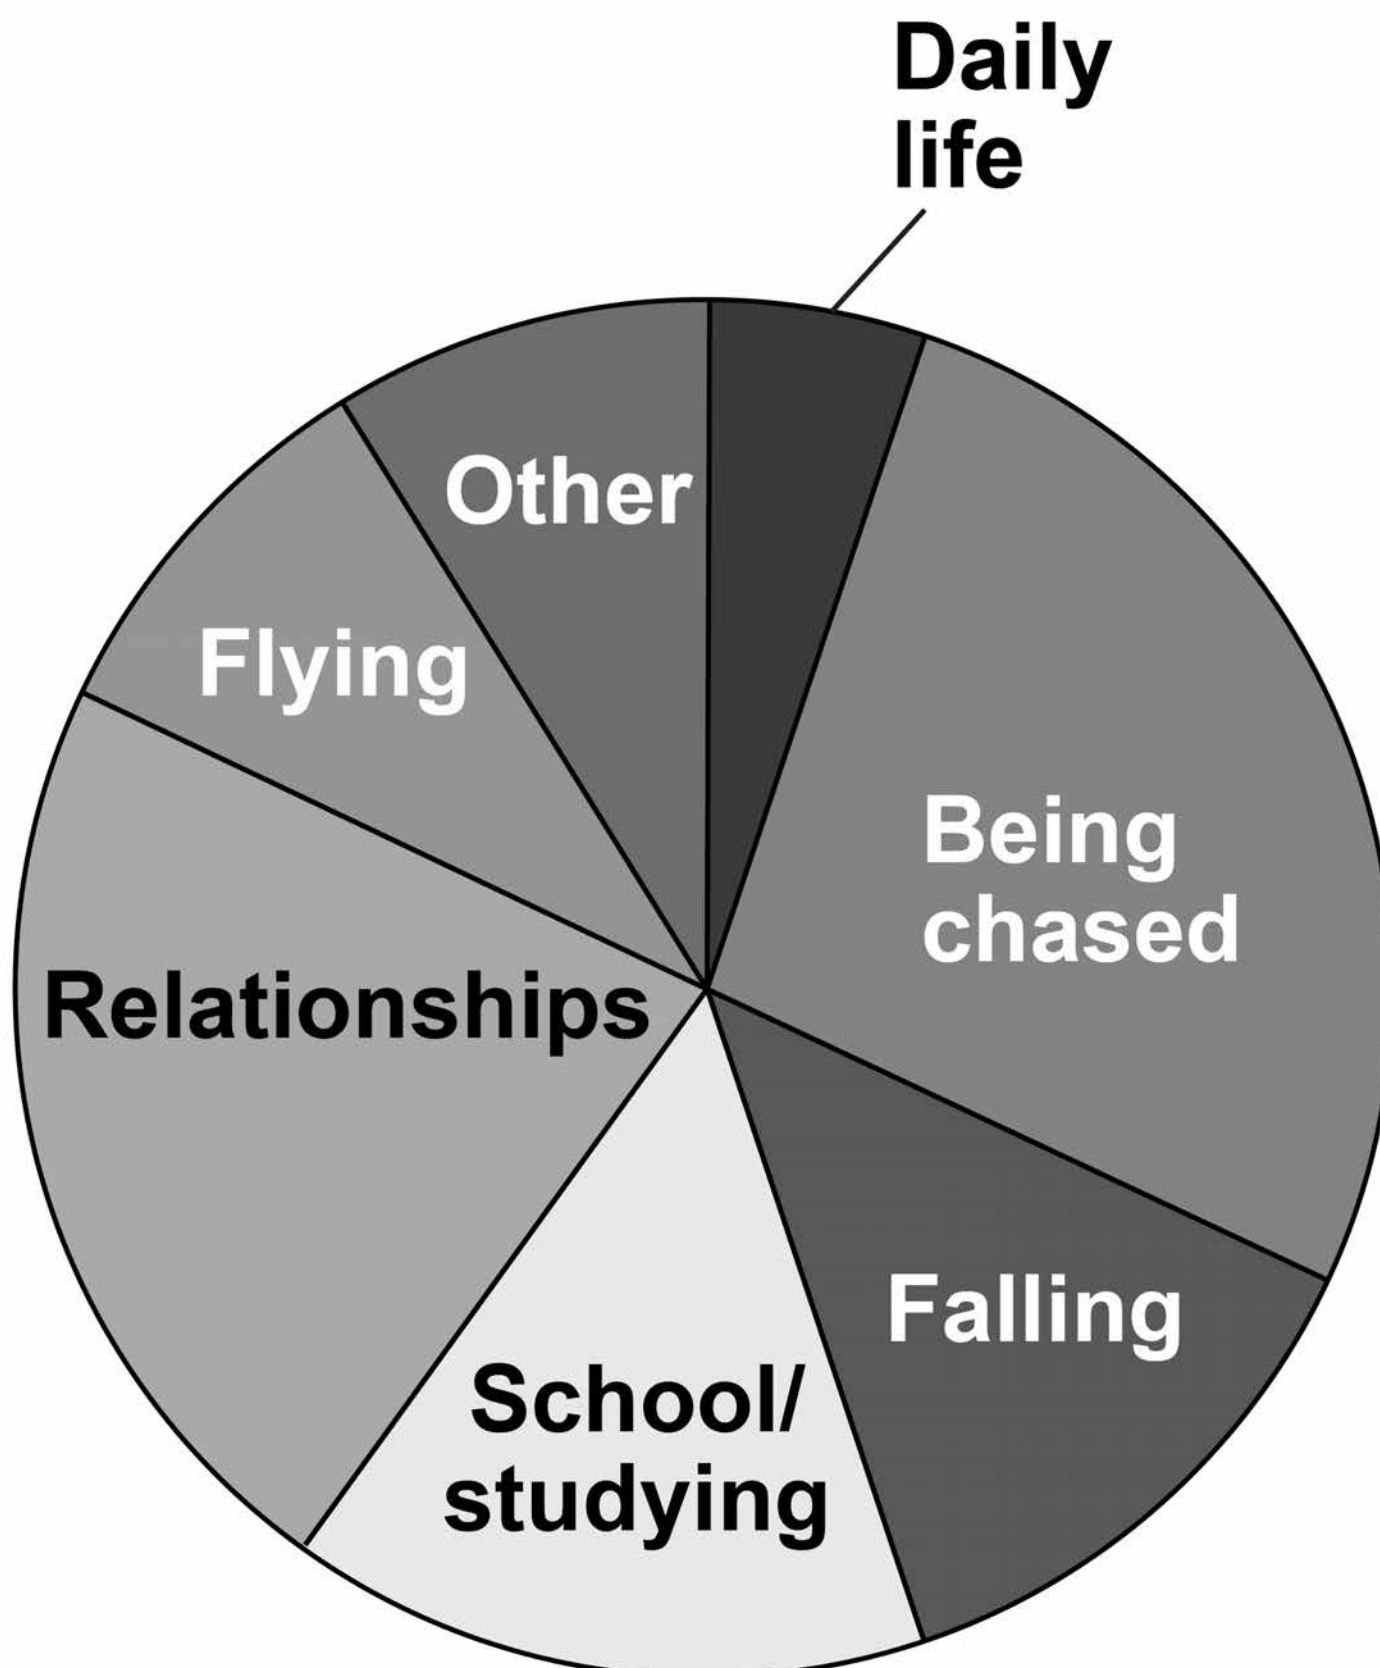 Daily
life
Other
Flying
Being
chased
Relationships
Falling
School/
studying